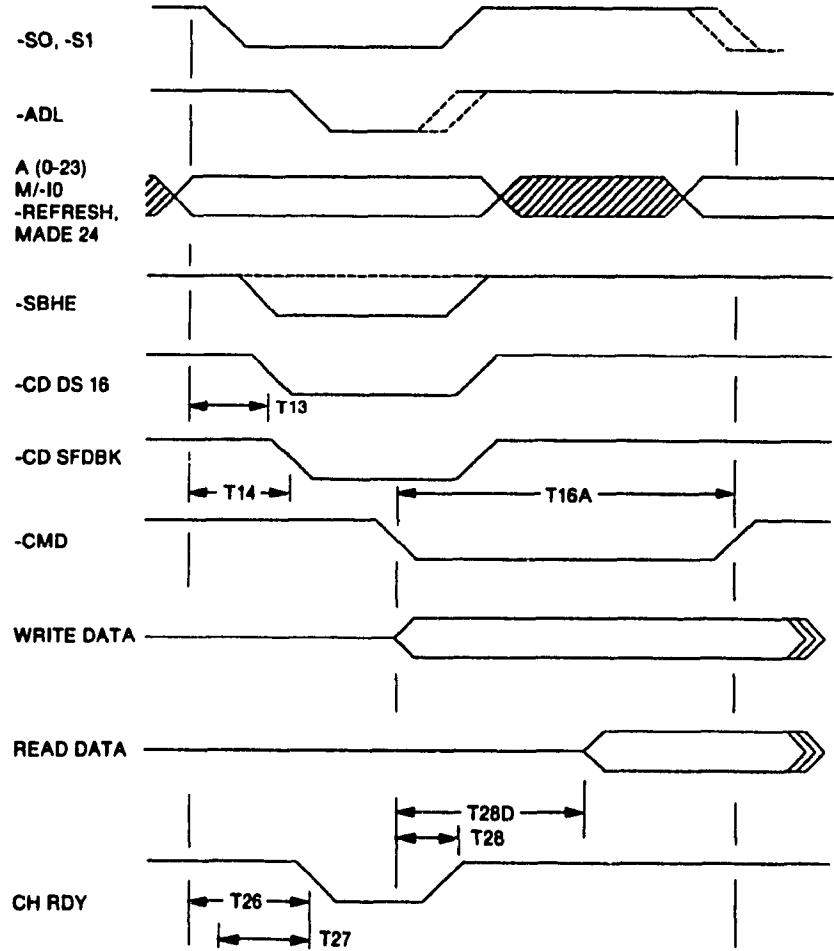 -SO, -S1
-ADL
A (0-23)
M/-I0
-REFRESH,
MADE 24
-SBHE
-CD DS 16
T13
-CD SFDBK
T14
T16A
-CMD
WRITE DATA
READ DATA
T28D
T28
CH RDY
T26
T27